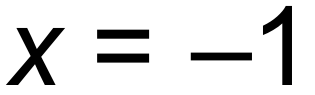 x = –1